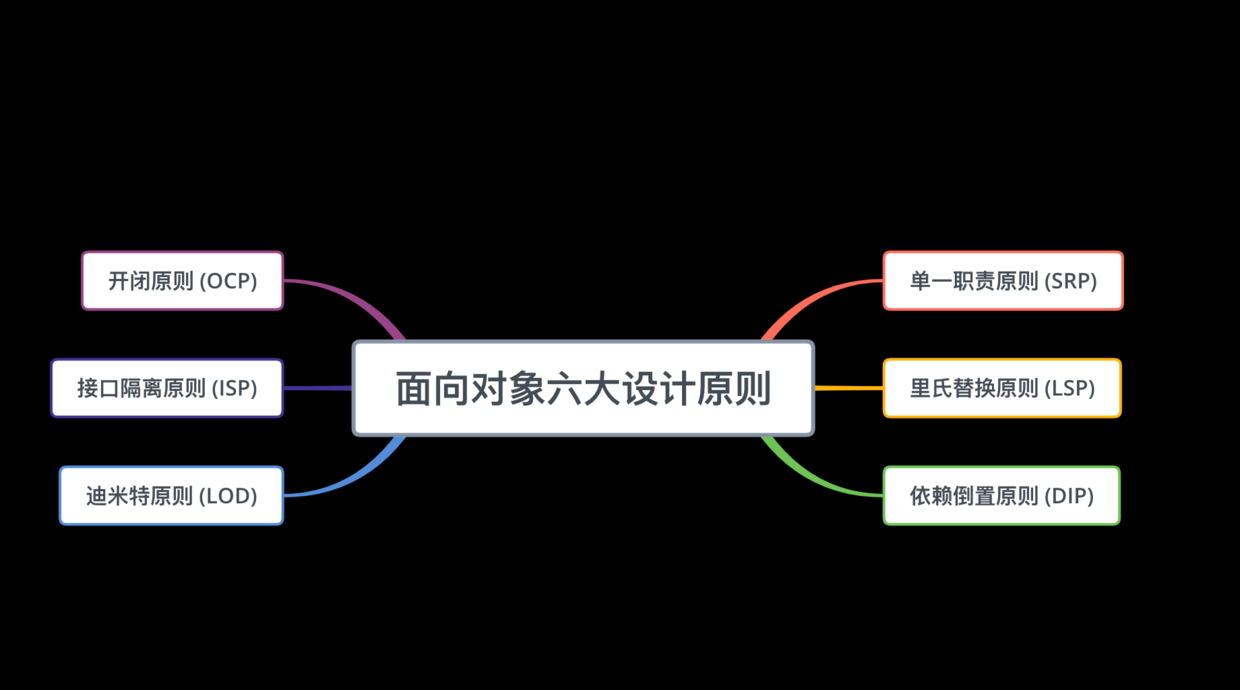 开闭原则 (OCP)
单一职责原则 (SRP)
接口隔离原则 (ISP)
面向对象六大设计原则
里氏替换原则 (LSP)
迪米特原则 (LOD)
依赖倒置原则 (DIP)